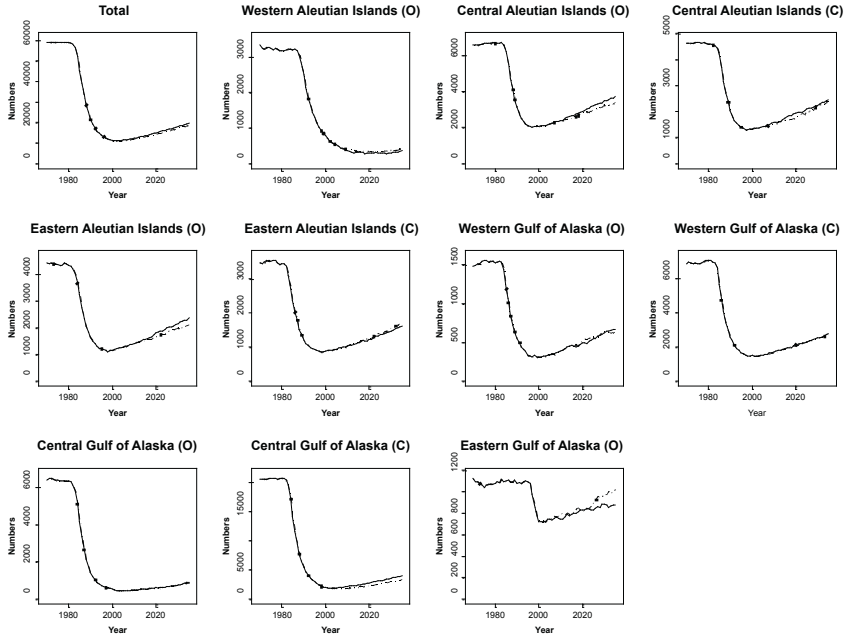 Total
Numbers
0 20000 40000 60000
1980 2000 2020
Year
Western Aleutian Islands (O)
Numbers
0 1000 3000
1980 2000 2020
Year
Central Aleutian Islands (O)
Numbers
0 2000 4000 6000
1980 2000 2020
Year
Central Aleutian Islands (C)
Numbers
0 1000 3000 5000
1980 2000 2020
Year
Eastern Aleutian Islands (O)
Numbers
0 1000 2000 3000 4000
1980 2000 2020
Year
Eastern Aleutian Islands (C)
Numbers
0 1000 2000 3000
1980 2000 2020
Year
Western Gulf of Alaska (O)
Numbers
0 500 1000 1500
1980 2000 2020
Year
Western Gulf of Alaska (C)
Numbers
0 2000 4000 6000
1980 2000 2020
Year
Central Gulf of Alaska (O)
Numbers
0 2000 4000 6000
1980 2000 2020
Year
Central Gulf of Alaska (C)
Numbers
0 5000 15000
1980 2000 2020
Year
Eastern Gulf of Alaska (O)
Numbers
0 200 400 600 800 1200
1980 2000 2020
Year